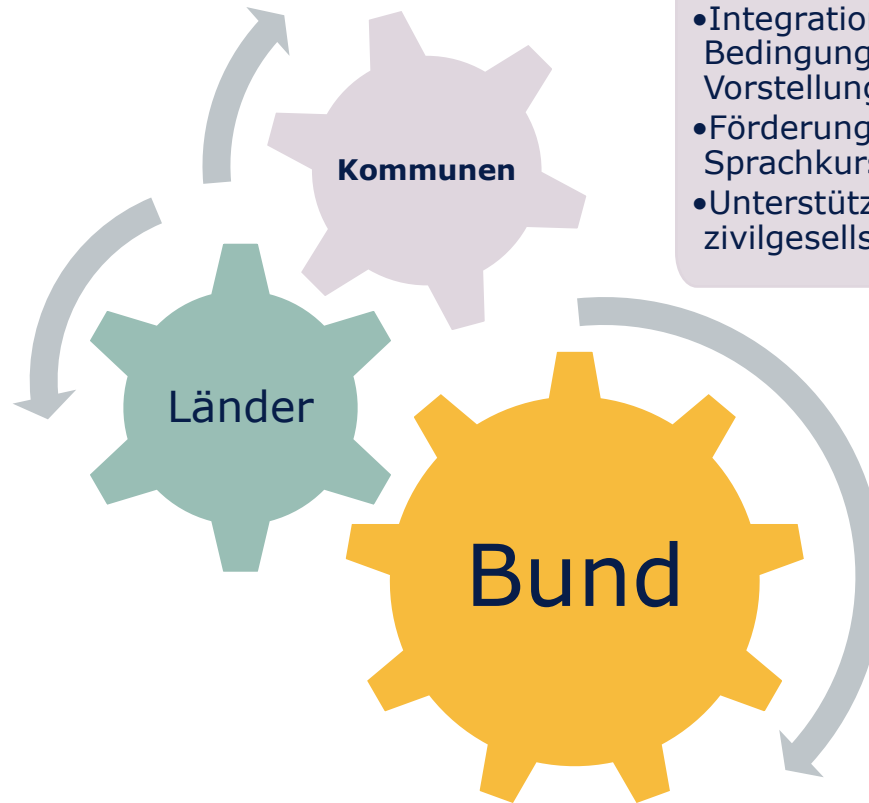 •Integratio
Bedingung
Vorstellung
•Förderung
Sprachkurs
•Unterstütz
zivilgesells
Kommunen
Länder
Bund